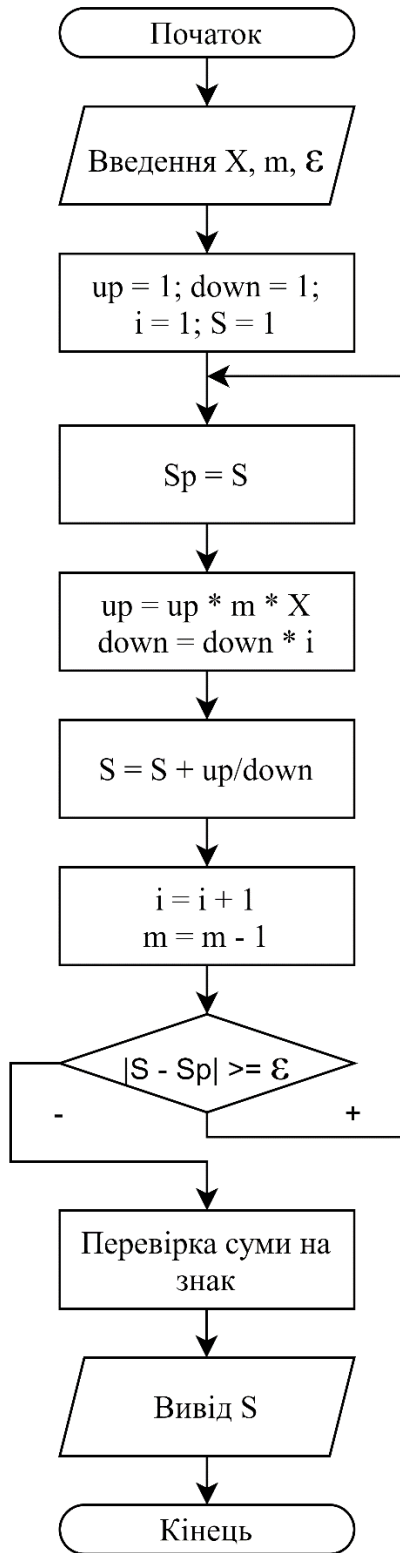 Початок
Введення X, m, ε
up = 1; down = 1;
i = 1; S = 1
Sp = S
up = up * m * X
down = down * i
S = S + up/down
i = i + 1
m = m - 1
|S - Sp| >= ε
-
+
Перевірка суми на
знак
Вивід S
Кінець